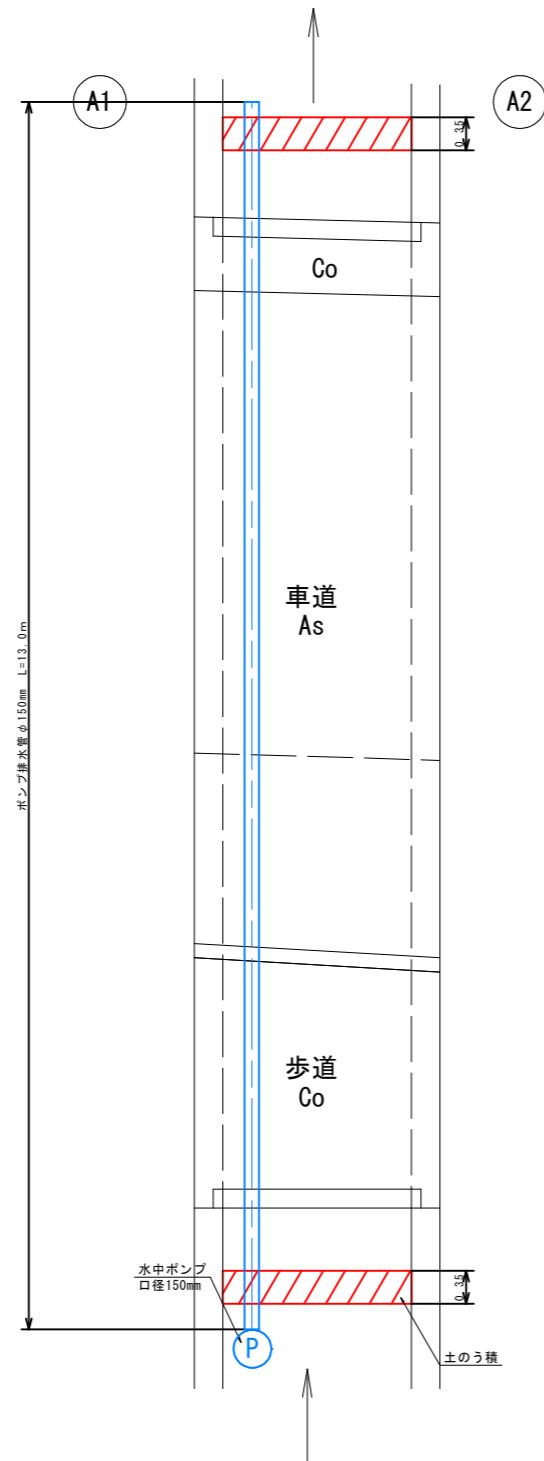 A1
A2
0.35
Co
車道
As
ポンプ排水管φ150mm L=13.0m
歩道
Co
水中ポンプ
口径150mm
0.35
P
土のう積